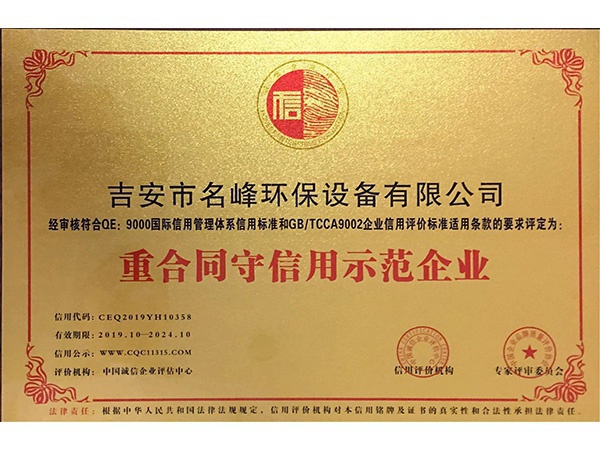 信
吉安市名峰环保设备有限公司
经审核符合QE：9000国际信用管理体系信用标准和GB/TCCA9002企业信用评价标准适用条款的要求评定为：
重合同守信用示范企业
信用代码：CEQ2019YH10358
有效期限：2019.10—2024.10
信用公示：WWW.CQC11315.COM
评价机构：中国诚信企业评估中心
信用评价机构
专家评审委员会
法律责任：根据中华人民共和国法律法规规定，信用评价机构对本信用铭牌及证书的真实性和合法性承担法律责任。